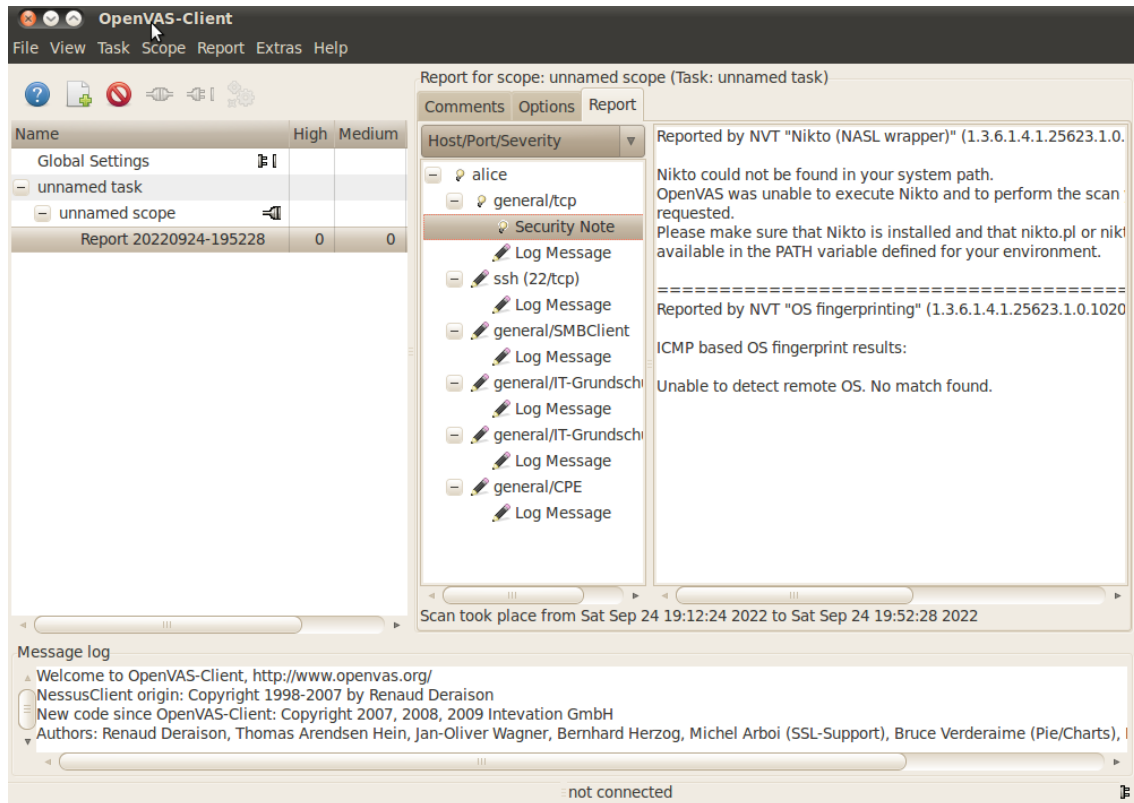 OpenVAS-Client
File View Task Scope Report Extras Help
Name High Medium
Global Settings
unnamed task
unnamed scope
Report 20220924-195228 0 0
Report for scope: unnamed scope (Task: unnamed task)
Comments Options Report
Host/Port/Severity
alice
general/tcp
Security Note
Log Message
ssh (22/tcp)
Log Message
general/SMBClient
Log Message
general/IT-Grundschu
Log Message
general/IT-Grundschu
Log Message
general/CPE
Log Message
Reported by NVT "Nikto (NASL wrapper)" (1.3.6.1.4.1.25623.1.0.
Nikto could not be found in your system path.
OpenVAS was unable to execute Nikto and to perform the scan
requested.
Please make sure that Nikto is installed and that nikto.pl or nikt
available in the PATH variable defined for your environment.
======================================
Reported by NVT "OS fingerprinting" (1.3.6.1.4.1.25623.1.0.1020
ICMP based OS fingerprint results:
Unable to detect remote OS. No match found.
Scan took place from Sat Sep 24 19:12:24 2022 to Sat Sep 24 19:52:28 2022
Message log
Welcome to OpenVAS-Client, http://www.openvas.org/
NessusClient origin: Copyright 1998-2007 by Renaud Deraison
New code since OpenVAS-Client: Copyright 2007, 2008, 2009 Intevation GmbH
Authors: Renaud Deraison, Thomas Arendsen Hein, Jan-Oliver Wagner, Bernhard Herzog, Michel Arboi (SSL-Support), Bruce Verderaime (Pie/Charts),
not connected